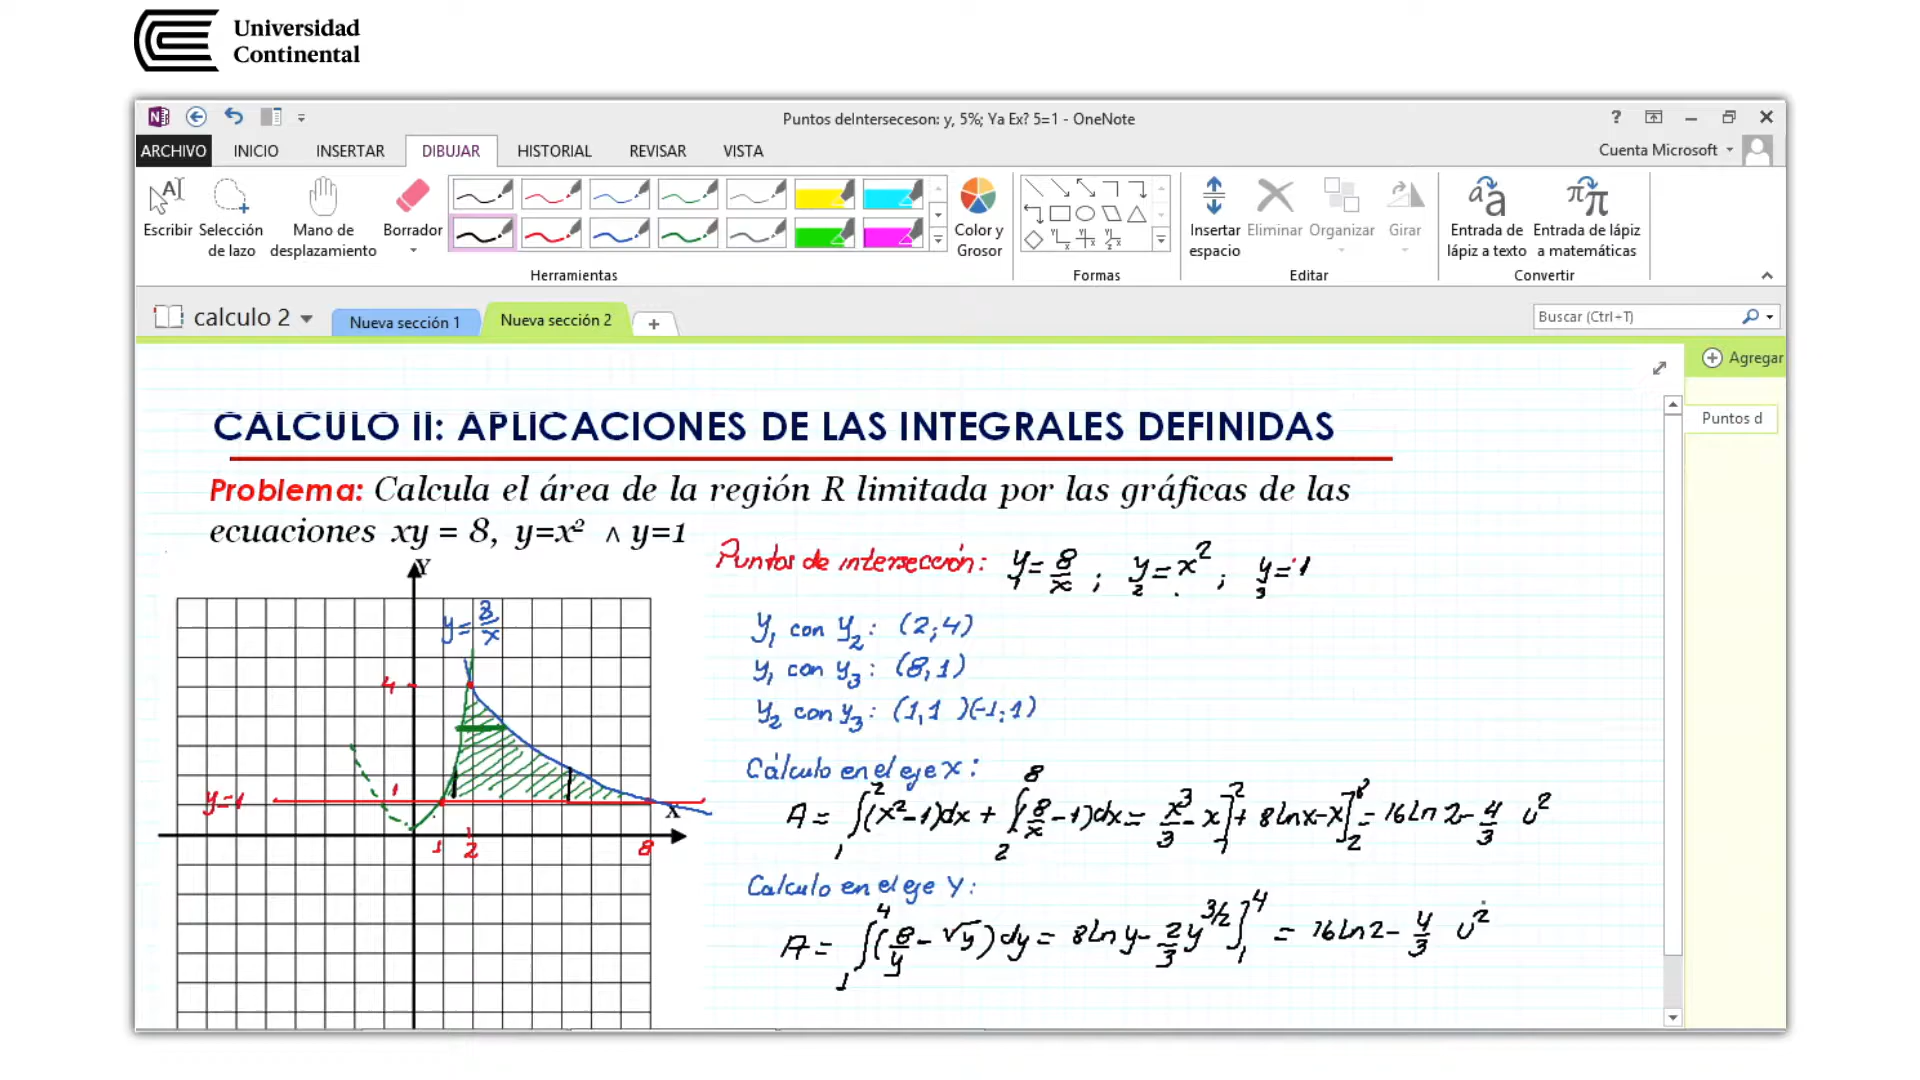 Universidad
Continental
Puntos deInterseceson: y, 5%; Ya Ex? 5=1 - OneNote
ARCHIVO INICIO INSERTAR DIBUJAR HISTORIAL REVISAR VISTA
Cuenta Microsoft
Escribir
Selección de lazo
Mano de desplazamiento
Borrador
Color y Grosor
Insertar espacio
Eliminar
Organizar
Girar
Entrada de lápiz a texto
Entrada de lápiz a matemáticas
Herramientas
Formas
Editar
Convertir
calculo 2
Nueva sección 1
Nueva sección 2
Buscar (Ctrl+T)
Agregar
Puntos d
CALCULO II: APLICACIONES DE LAS INTEGRALES DEFINIDAS
Problema: Calcula el área de la región R limitada por las gráficas de las
ecuaciones xy = 8, y=x² ∧ y=1
Puntos de intersección: y₁ = 8/x ; y₂ = x² ; y₃ = 1
y₁ con y₂: (2;4)
y₁ con y₃: (8,1)
y₂ con y₃: (1,1)(-1;1)
Cálculo en el eje X:
A = ∫₁² (x²-1)dx + ∫₂⁸ (8/x - 1)dx = x³/3 - x]₁² + 8lnx - x]₂⁸ = 16ln2 - 4/3 u²
Calculo en el eje Y:
A = ∫₁⁴ (8/y - √y)dy = 8lny - 2/3 y^3/2]₁⁴ = 16ln2 - 4/3 u²
Y
y = 8/x
4
1
y=1
X
1
2
8